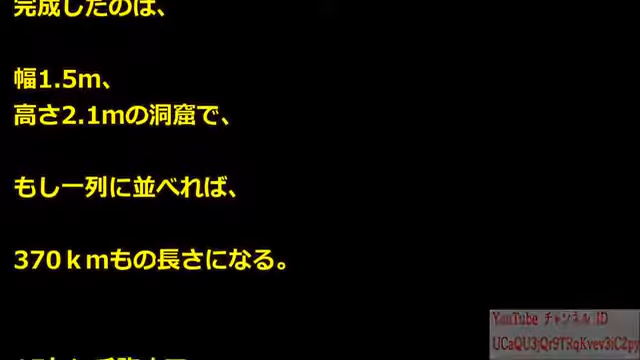 完成したのは、
幅1.5m、
高さ2.1mの洞窟で、
もし一列に並べれば、
370ｋmもの長さになる。
YouTube チャンネル ID